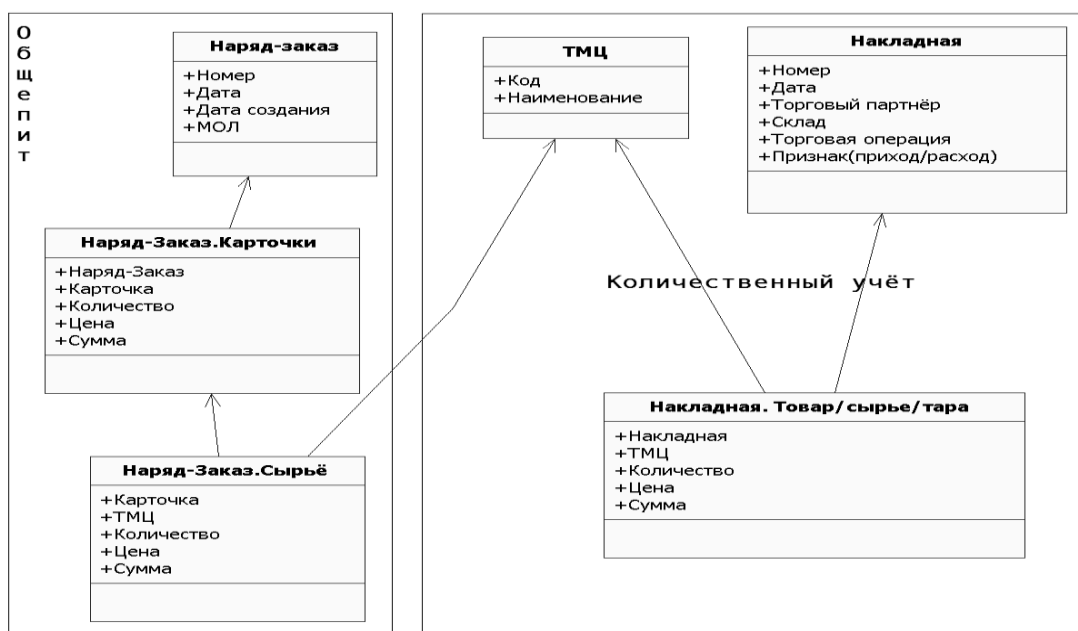 Общепит
Наряд-заказ
+Номер
+Дата
+Дата создания
+МОЛ
Наряд-Заказ.Карточки
+Наряд-Заказ
+Карточка
+Количество
+Цена
+Сумма
Наряд-Заказ.Сырьё
+Карточка
+ТМЦ
+Количество
+Цена
+Сумма
ТМЦ
+Код
+Наименование
Накладная
+Номер
+Дата
+Торговый партнёр
+Склад
+Торговая операция
+Признак(приход/расход)
Количественный учёт
Накладная. Товар/сырье/тара
+Накладная
+ТМЦ
+Количество
+Цена
+Сумма